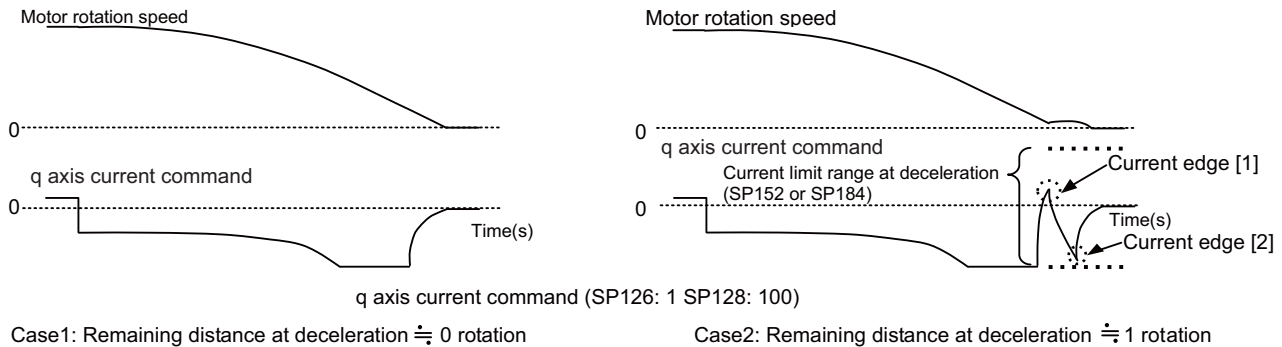 Motor rotation speed
0
q axis current command
0
Time(s)
Motor rotation speed
0
q axis current command
Current limit range at deceleration
(SP152 or SP184)
Current edge [1]
0
Time(s)
Current edge [2]
q axis current command (SP126: 1 SP128: 100)
Case1: Remaining distance at deceleration ≒ 0 rotation
Case2: Remaining distance at deceleration ≒ 1 rotation